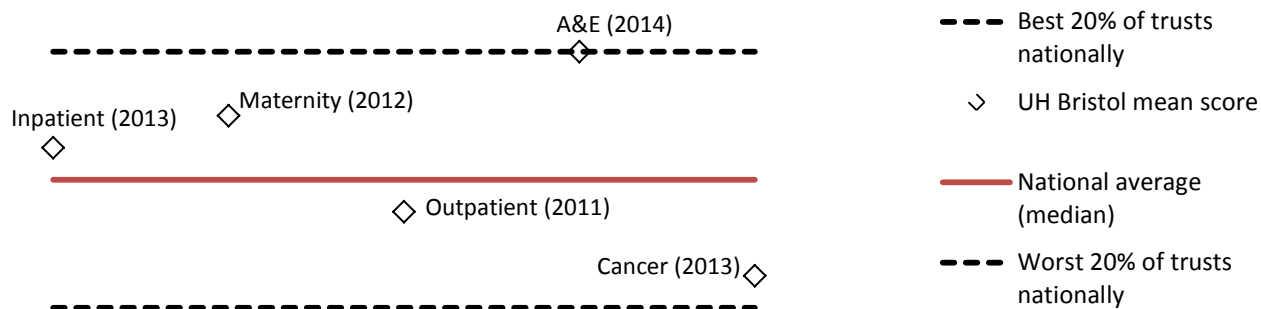 A&E (2014)
Maternity (2012)
Inpatient (2013)
Outpatient (2011)
Cancer (2013)
Best 20% of trusts
nationally
UH Bristol mean score
National average
(median)
Worst 20% of trusts
nationally